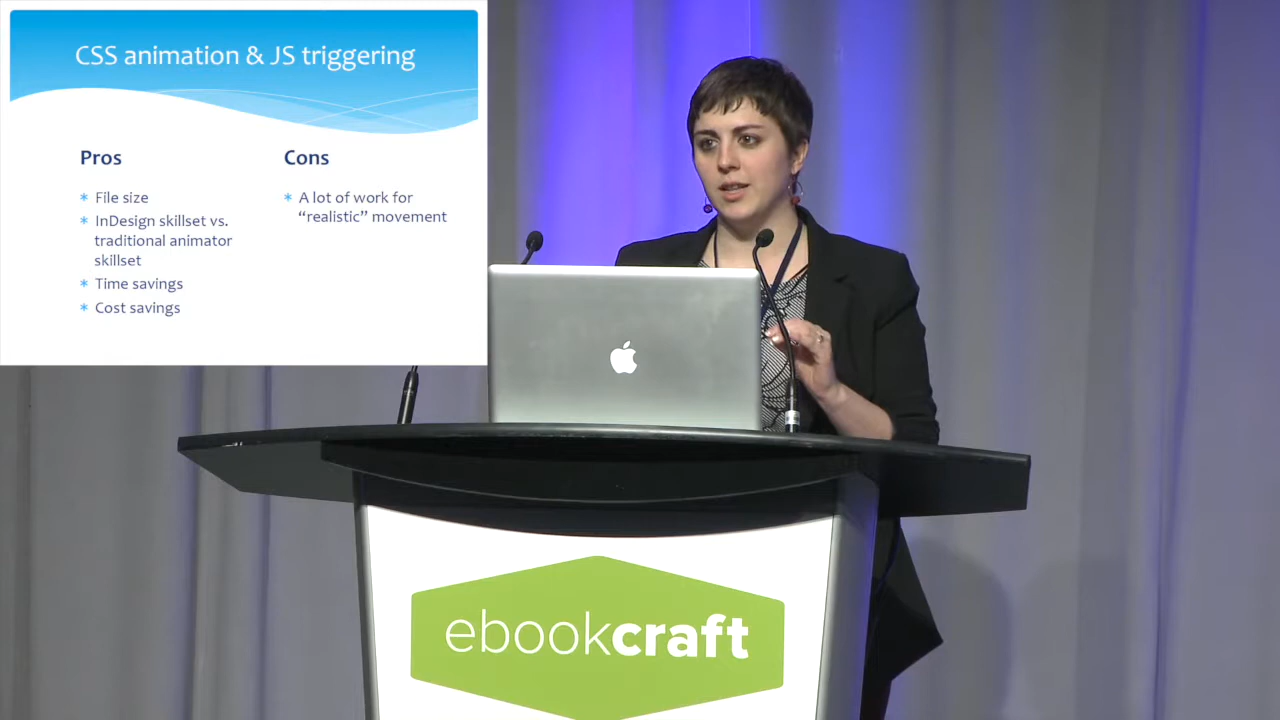 CSS animation & JS triggering
Pros
* File size
* InDesign skillset vs.
traditional animator
skillset
* Time savings
* Cost savings
Cons
* A lot of work for
“realistic” movement
ebookcraft